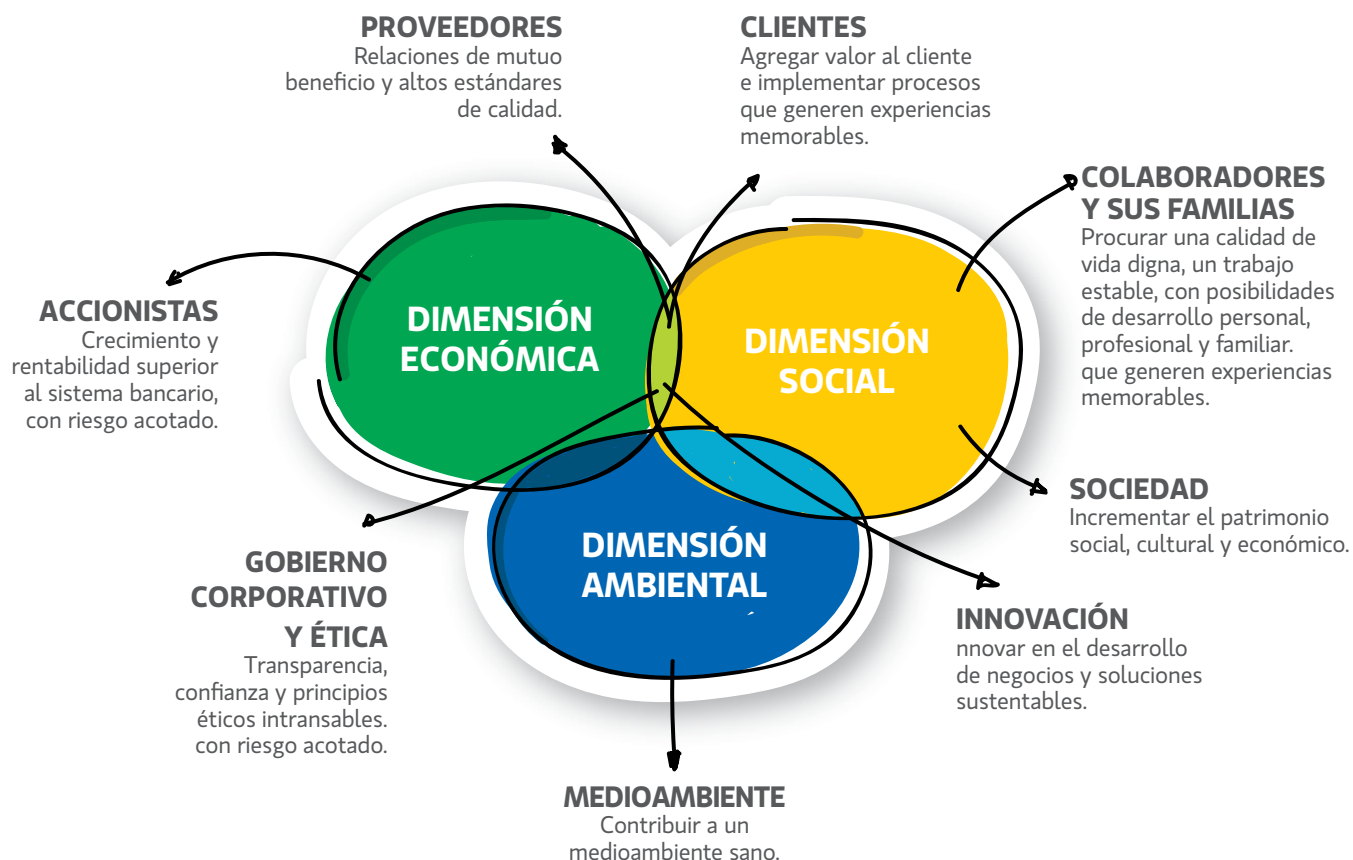 PROVEEDORES
Relaciones de mutuo
beneficio y altos estándares
de calidad.
CLIENTES
Agregar valor al cliente
e implementar procesos
que generen experiencias
memorables.
COLABORADORES
Y SUS FAMILIAS
Procurar una calidad de
vida digna, un trabajo
estable, con posibilidades
de desarrollo personal,
profesional y familiar.
que generen experiencias
memorables.
ACCIONISTAS
Crecimiento y
rentabilidad superior
al sistema bancario,
con riesgo acotado.
DIMENSIÓN
ECONÓMICA
DIMENSIÓN
SOCIAL
DIMENSIÓN
AMBIENTAL
SOCIEDAD
Incrementar el patrimonio
social, cultural y económico.
GOBIERNO
CORPORATIVO
Y ÉTICA
Transparencia,
confianza y principios
éticos intransables.
con riesgo acotado.
INNOVACIÓN
nnovar en el desarrollo
de negocios y soluciones
sustentables.
MEDIOAMBIENTE
Contribuir a un
medioambiente sano.